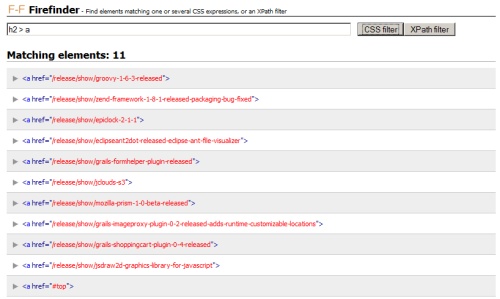 F-F Firefinder - Find elements matching one or several CSS expressions, or an XPath filter
h2 > a CSS filter XPath filter
Matching elements: 11
<a href="/release/show/groovy-1-6-3-released">
<a href="/release/show/zend-framework-1-8-1-released-packaging-bug-fixed">
<a href="/release/show/epiclock-2-1-1">
<a href="/release/show/eclipseant2dot-released-eclipse-ant-file-visualizer">
<a href="/release/show/grails-formhelper-plugin-released">
<a href="/release/show/jclouds-s3">
<a href="/release/show/mozilla-prism-1-0-beta-released">
<a href="/release/show/grails-imageproxy-plugin-0-2-released-adds-runtime-customizable-locations">
<a href="/release/show/grails-shoppingcart-plugin-0-4-released">
<a href="/release/show/jsdraw2d-graphics-library-for-javascript">
<a href="#top">